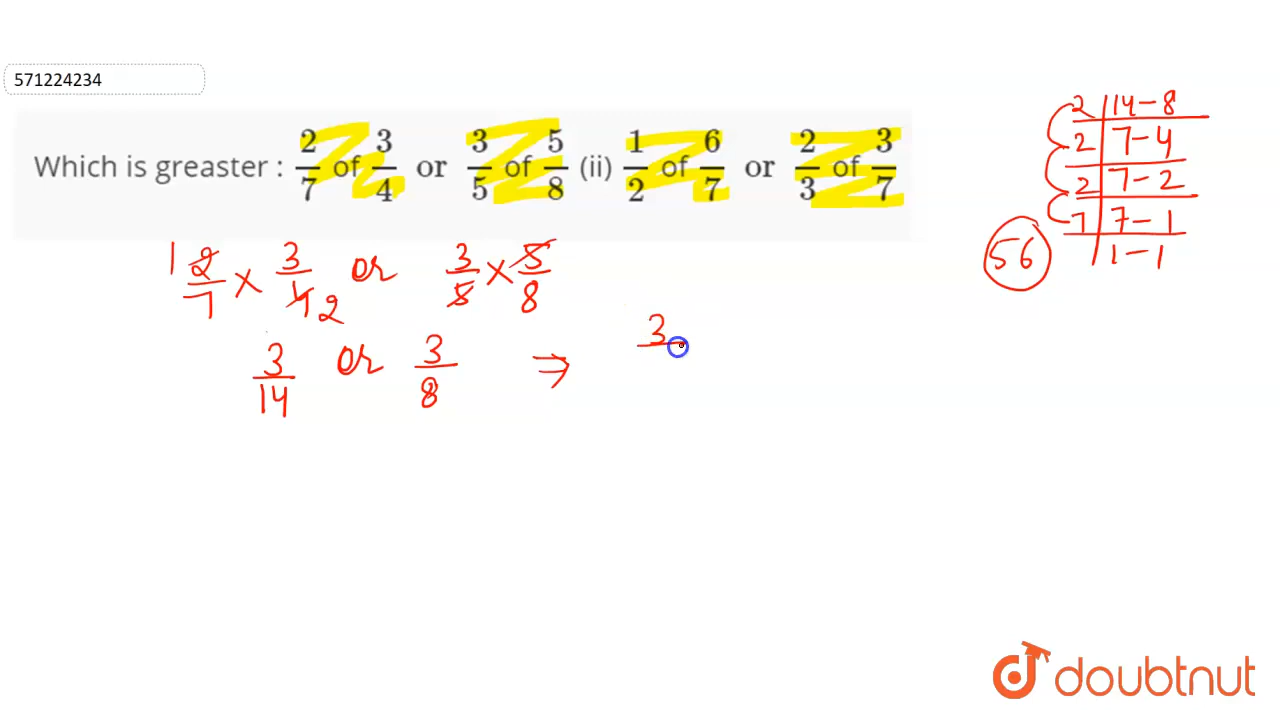 571224234
Which is greaster : 2/7 of 3/4 or 3/5 of 5/8 (ii) 1/2 of 6/7 or 2/3 of 3/7
2 | 14 - 8
2 | 7 - 4
2 | 7 - 2
7 | 7 - 1
| 1 - 1
56
1 2/7 × 3/4 2 or 3/5 × 5/8
3/14 or 3/8 ⇒ 3
doubtnut